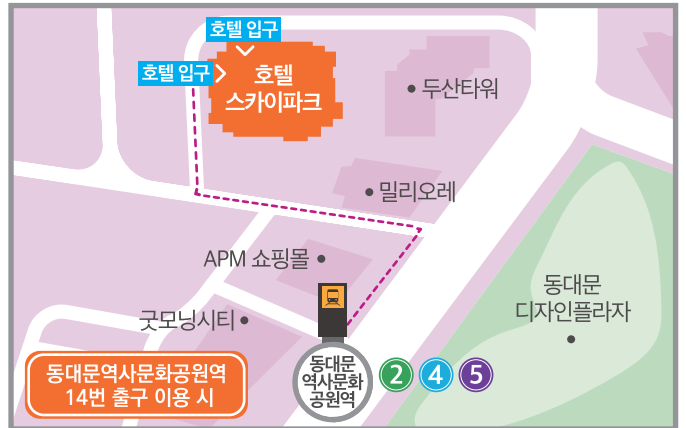 호텔 입구
호텔 입구
호텔
스카이파크
두산타워
밀리오레
APM 쇼핑몰
굿모닝시티
동대문
디자인플라자
동대문
역사문화
공원역
2 4 5
동대문역사문화공원역
14번 출구 이용 시